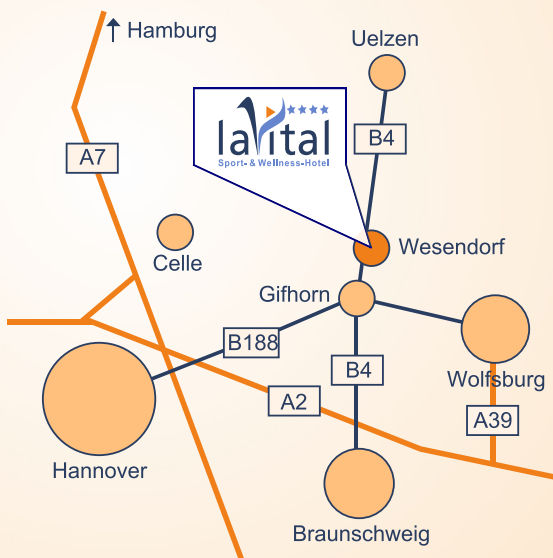 Hamburg
Uelzen
laVital
Sport- & Wellness-Hotel
B4
A7
Celle
Wesendorf
Gifhorn
B188
B4
Wolfsburg
A2
A39
Hannover
Braunschweig